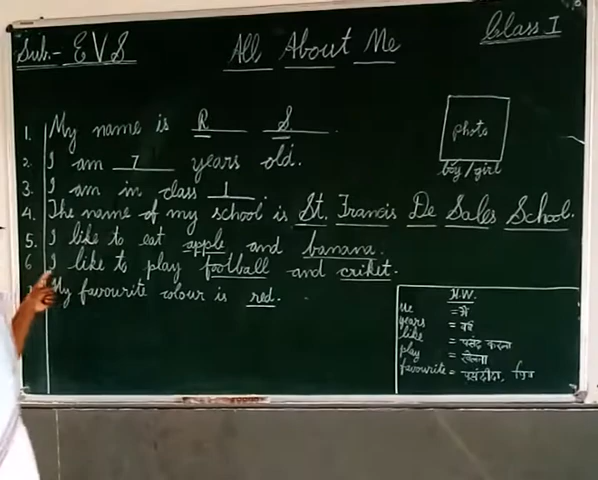 Sub.- EVS
All About Me
Class I
photo
boy/girl
1. My name is R S.
2. I am 7 years old.
3. I am in class 1.
4. The name of my school is St. Francis De Sales School.
5. I like to eat apple and banana.
6. I like to play football and cricket.
My favourite colour is red.
H.W.
me = मैं
years = वर्ष
like = पसंद करना
play = खेलना
favourite = पसंदीदा, प्रिय